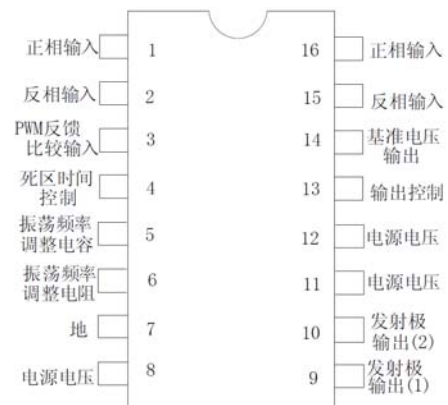 正相输入 1
反相输入 2
PWM反馈
比较输入 3
死区时间
控制 4
振荡频率
调整电容 5
振荡频率
调整电阻 6
地 7
电源电压 8
16 正相输入
15 反相输入
14 基准电压
输出
13 输出控制
12 电源电压
11 电源电压
10 发射极
输出(2)
9 发射极
输出(1)